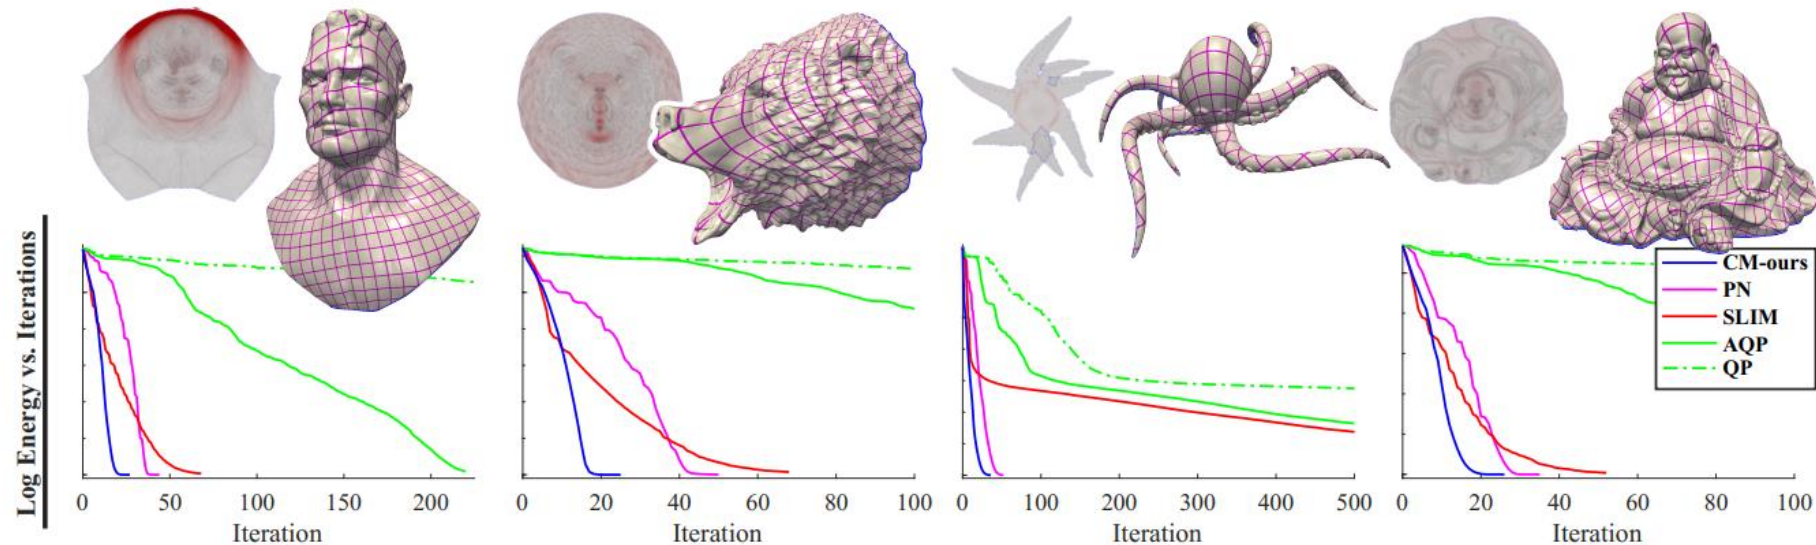 Log Energy vs. Iterations
0 50 100 150 200
Iteration
0 20 40 60 80 100
Iteration
0 100 200 300 400 500
Iteration
CM-ours
PN
SLIM
AQP
QP
0 20 40 60 80 100
Iteration